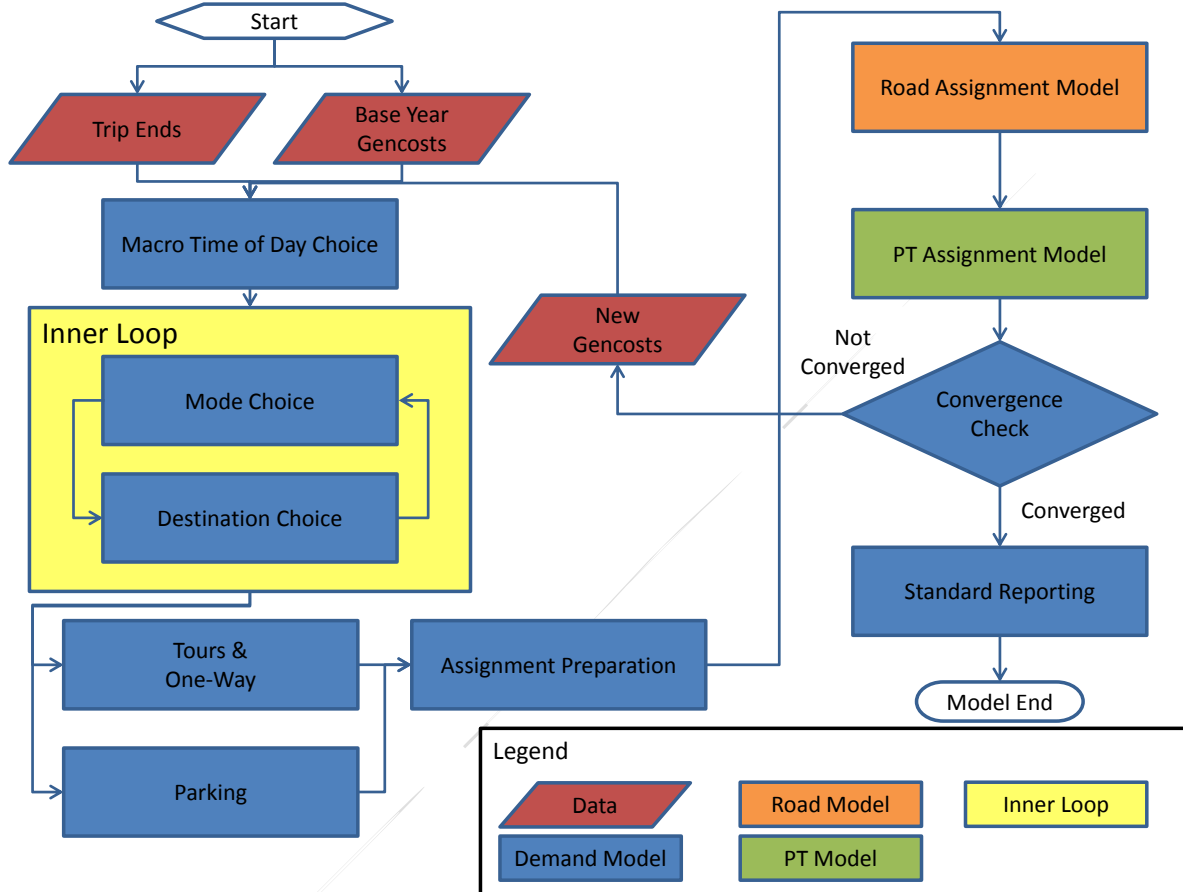 Start
Trip Ends
Base Year
Gencosts
Macro Time of Day Choice
Inner Loop
Mode Choice
Destination Choice
Tours &
One-Way
Parking
Assignment Preparation
New
Gencosts
Road Assignment Model
PT Assignment Model
Not
Converged
Convergence
Check
Converged
Standard Reporting
Model End
Legend
Data
Road Model
Inner Loop
Demand Model
PT Model